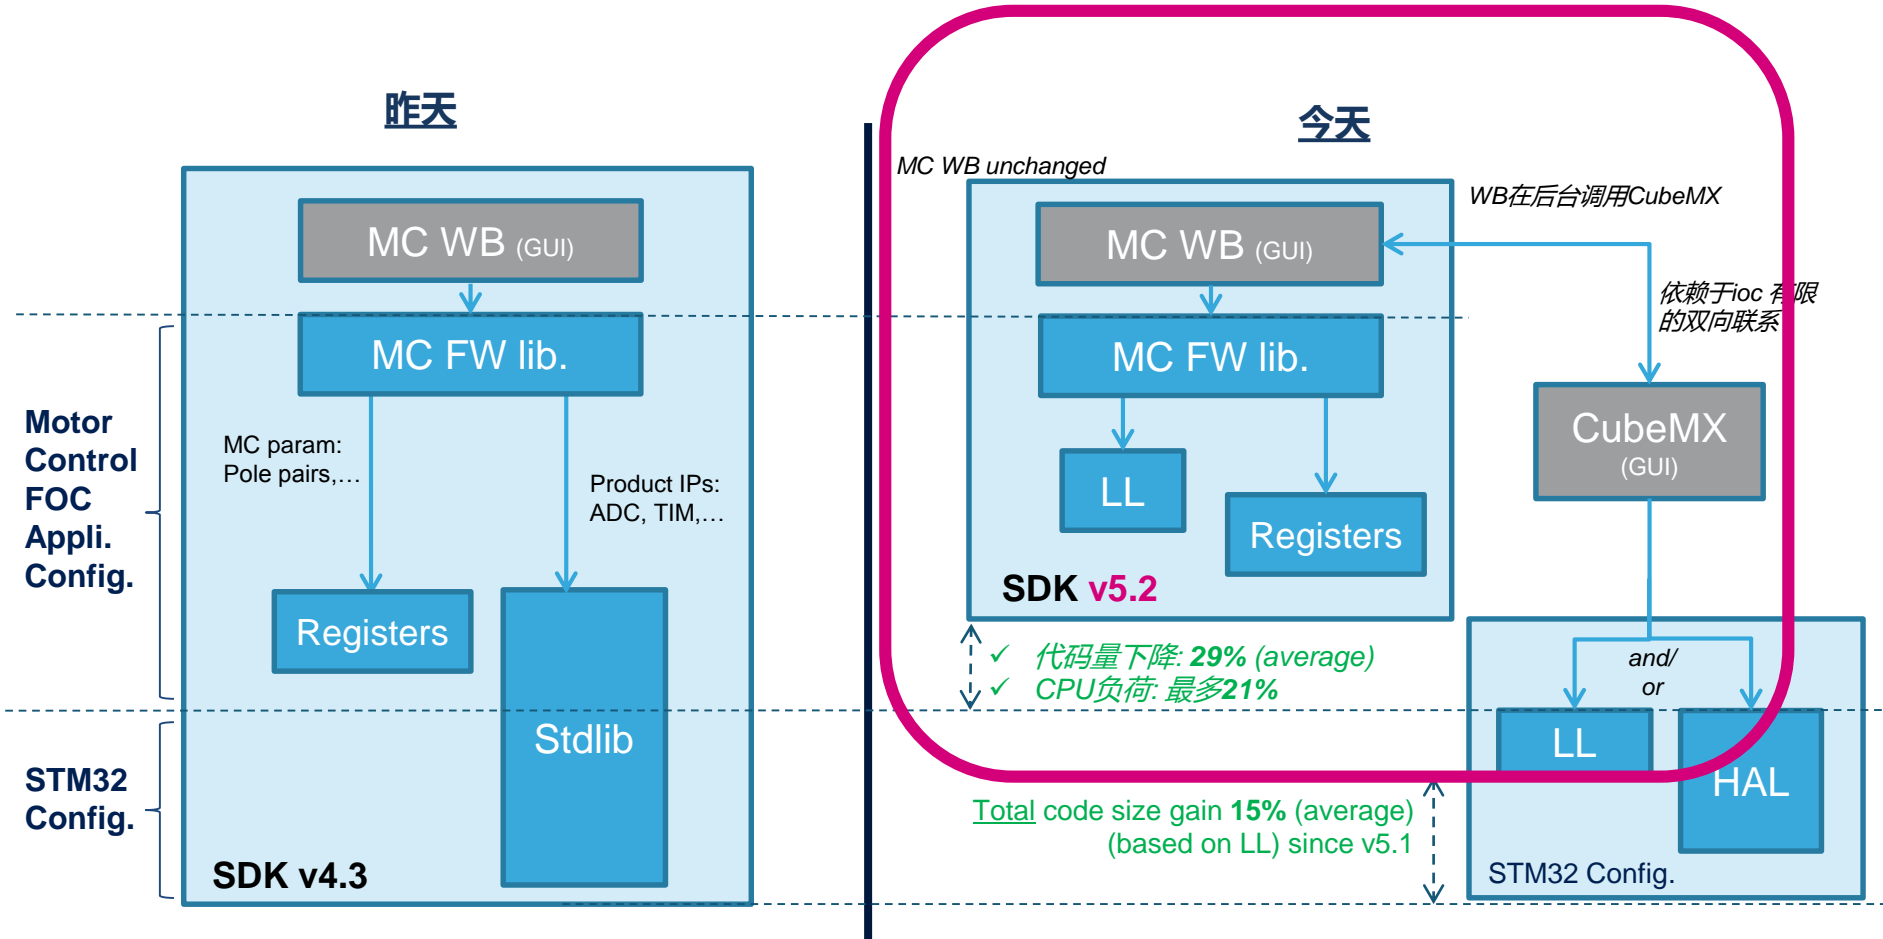 昨天
MC WB (GUI)
MC FW lib.
Motor
Control
FOC
Appli.
Config.
MC param:
Pole pairs,…
Product IPs:
ADC, TIM,…
Registers
Stdlib
STM32
Config.
SDK v4.3
今天
MC WB unchanged
WB在后台调用CubeMX
MC WB (GUI)
依赖于ioc 有限
的双向联系
MC FW lib.
CubeMX
(GUI)
LL
Registers
SDK v5.2
✓ 代码量下降: 29% (average)
✓ CPU负荷: 最多21%
and/
or
LL
HAL
Total code size gain 15% (average)
(based on LL) since v5.1
STM32 Config.